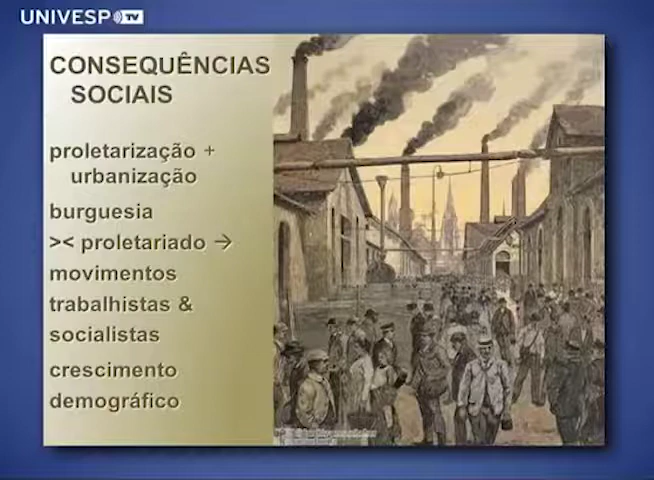 UNIVESP TV
CONSEQUÊNCIAS
SOCIAIS
proletarização +
urbanização
burguesia
>< proletariado →
movimentos
trabalhistas &
socialistas
crescimento
demográfico